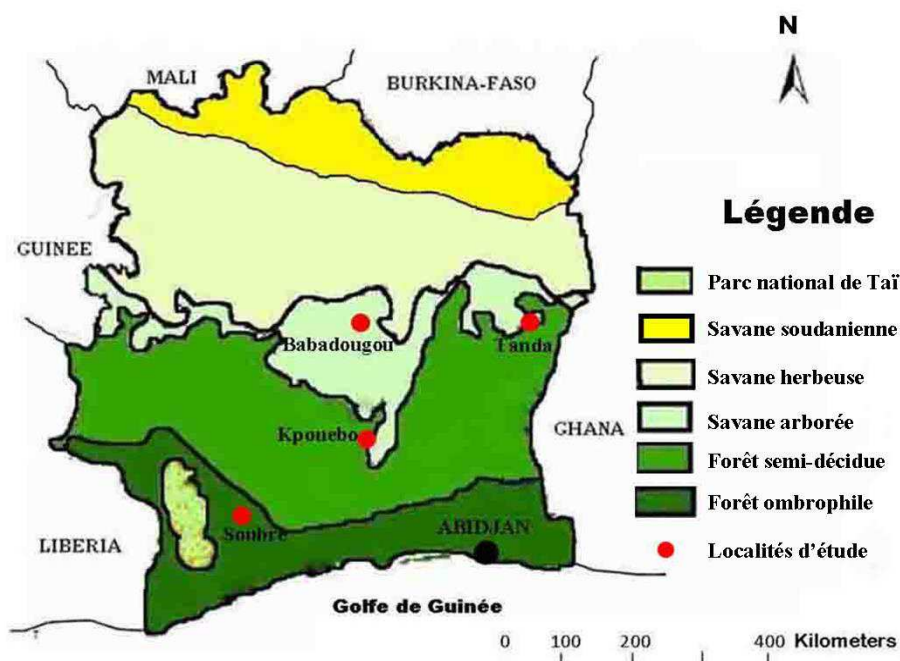 N
MALI
BURKINA-FASO
GUINEE
Babadougou
Tanda
Kpouebo
GHANA
Soubre
ABIDJAN
LIBERIA
Golfe de Guinée
Légende
Parc national de Taï
Savane soudanienne
Savane herbeuse
Savane arborée
Forêt semi-décidue
Forêt ombrophile
Localités d'étude
0 100 200 400 Kilometers